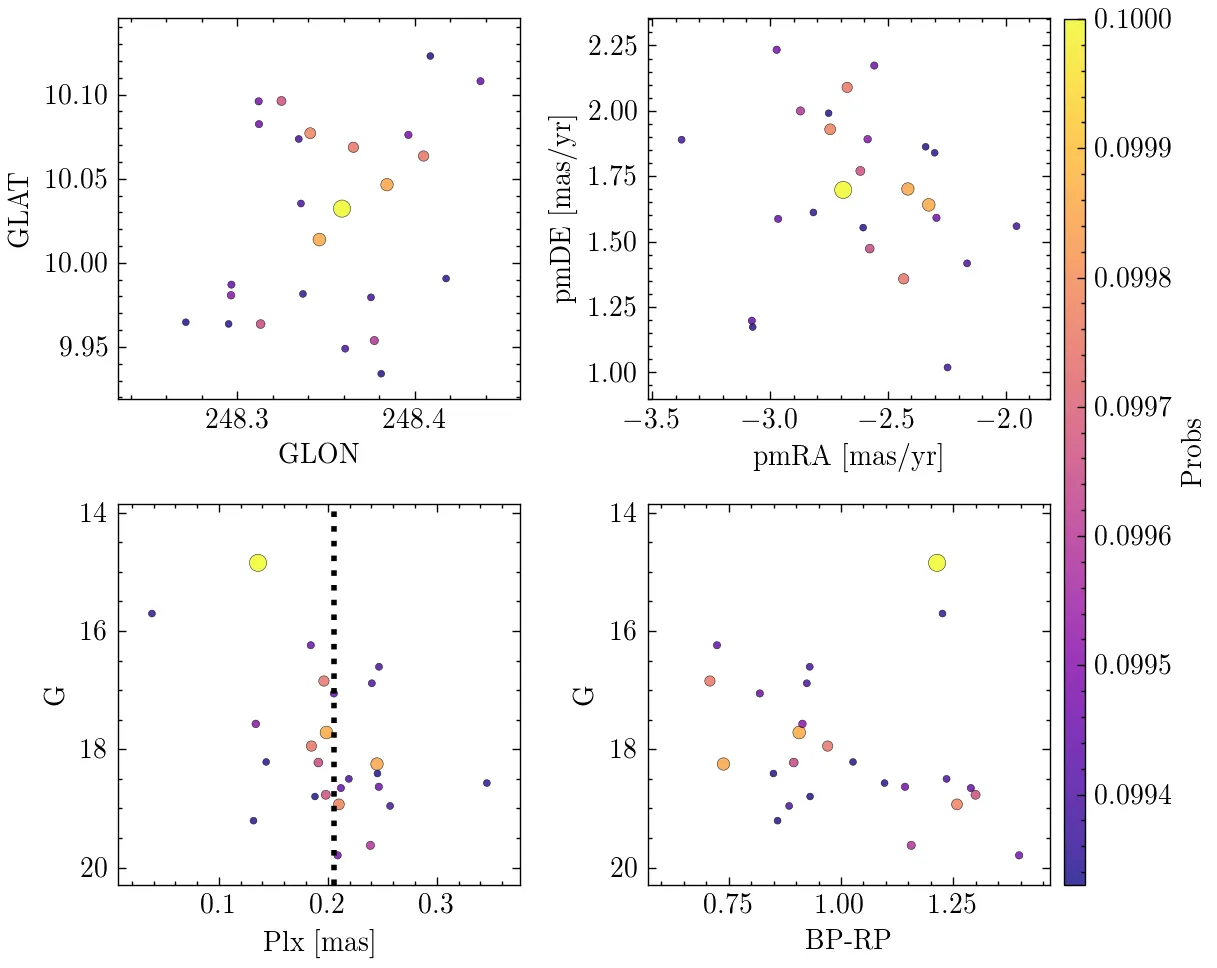 10.10
10.05
10.00
9.95
GLAT
248.3 248.4
GLON
2.25
2.00
1.75
1.50
1.25
1.00
pmDE [mas/yr]
−3.5 −3.0 −2.5 −2.0
pmRA [mas/yr]
14
16
18
20
G
0.1 0.2 0.3
Plx [mas]
14
16
18
20
G
0.75 1.00 1.25
BP-RP
0.1000
0.0999
0.0998
0.0997
0.0996
0.0995
0.0994
Probs